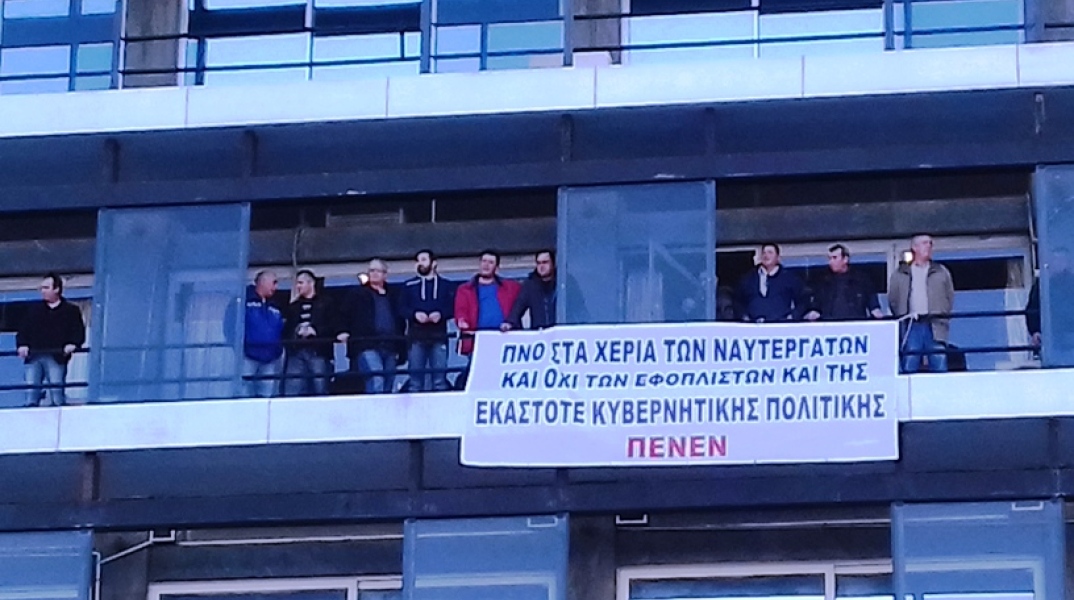 ΠΝΟ ΣΤΑ ΧΕΡΙΑ ΤΩΝ ΝΑΥΤΕΡΓΑΤΩΝ
ΚΑΙ ΟΧΙ ΤΩΝ ΕΦΟΠΛΙΣΤΩΝ ΚΑΙ ΤΗΣ
ΕΚΑΣΤΟΤΕ ΚΥΒΕΡΝΗΤΙΚΗΣ ΠΟΛΙΤΙΚΗΣ
ΠΕΝΕΝ